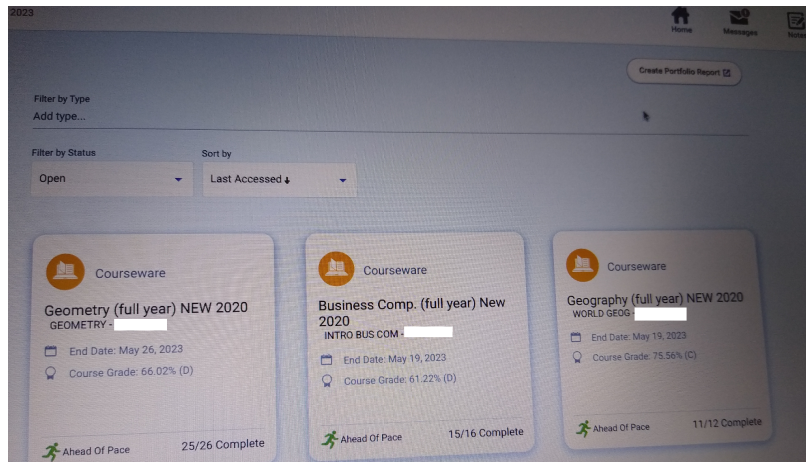 2023
Home
Messages
Notes
Create Portfolio Report
Filter by Type
Add type...
Filter by Status
Sort by
Open
Last Accessed
Courseware
Geometry (full year) NEW 2020
GEOMETRY -
End Date: May 26, 2023
Course Grade: 66.02% (D)
Ahead Of Pace
25/26 Complete
Courseware
Business Comp. (full year) New
2020
INTRO BUS COM -
End Date: May 19, 2023
Course Grade: 61.22% (D)
Ahead Of Pace
15/16 Complete
Courseware
Geography (full year) NEW 2020
WORLD GEOG -
End Date: May 19, 2023
Course Grade: 75.56% (C)
Ahead Of Pace
11/12 Complete